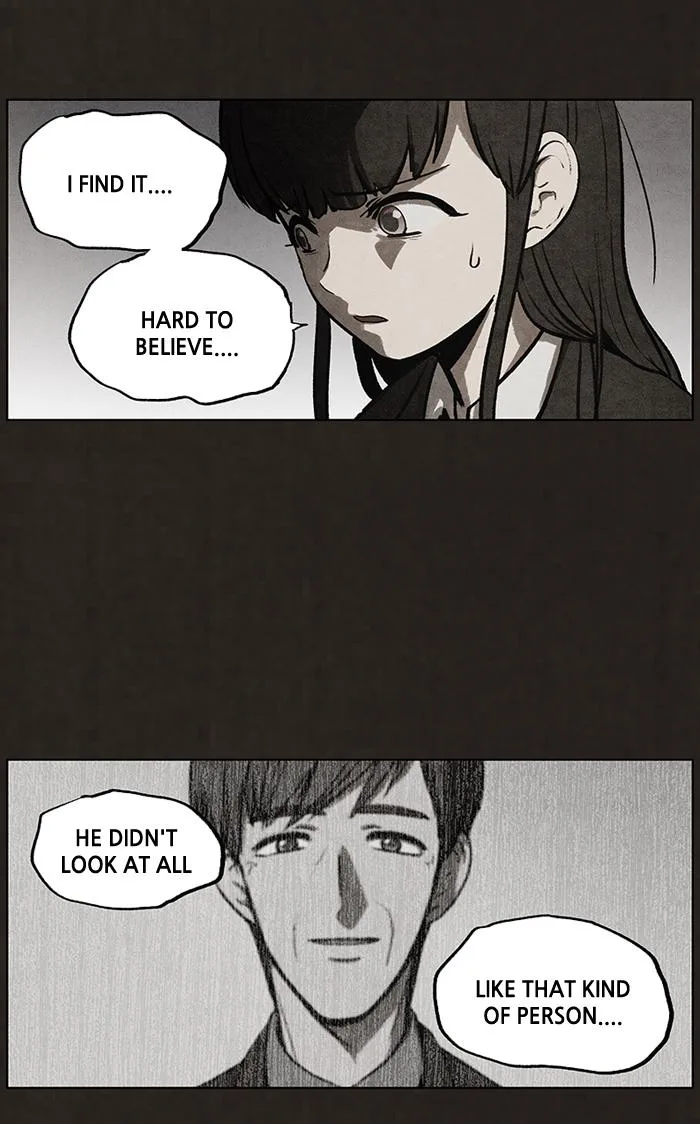 I FIND IT....
HARD TO
BELIEVE....
HE DIDN'T
LOOK AT ALL
LIKE THAT KIND
OF PERSON....